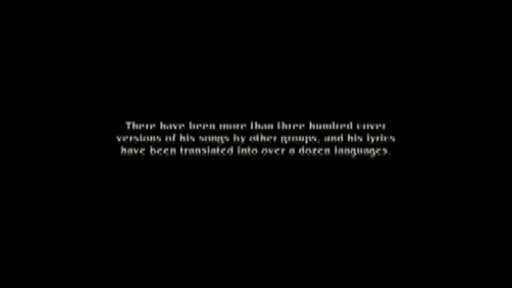 There have been more than three hundred cover
versions of his songs by other groups, and his lyrics
have been translated into over a dozen languages.